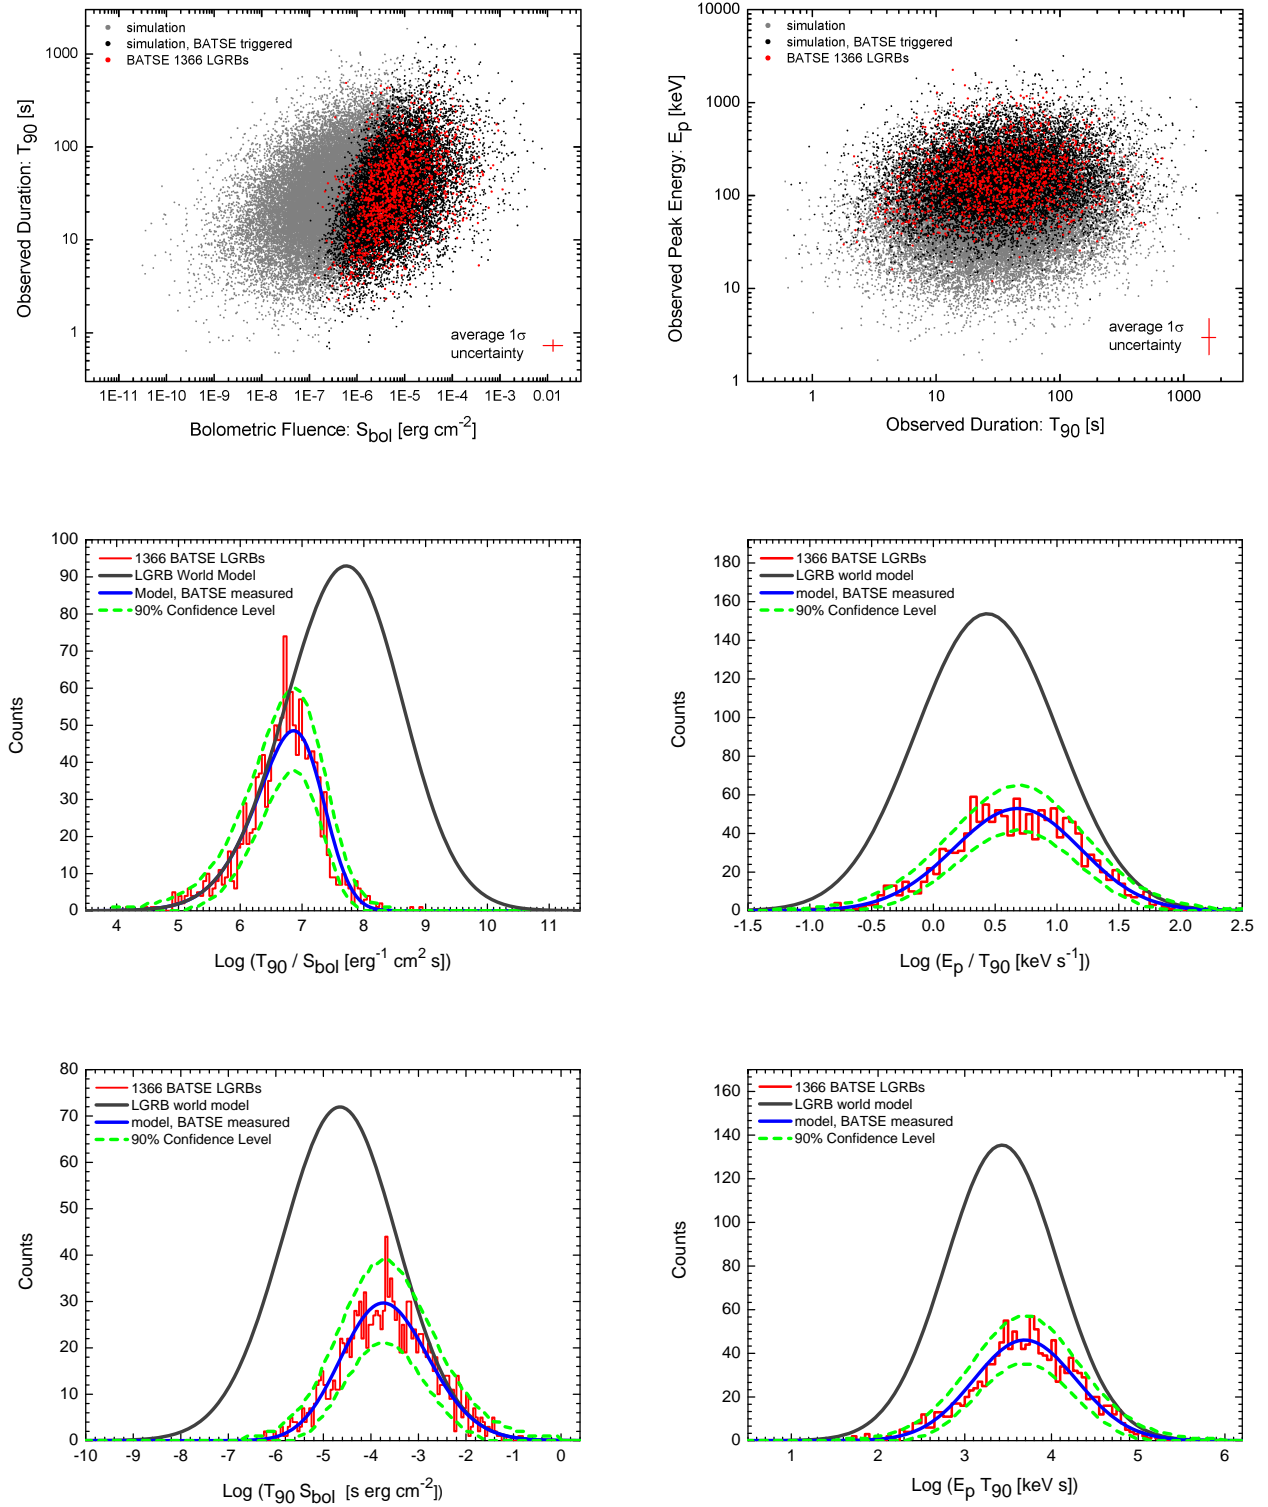 simulation
simulation, BATSE triggered
BATSE 1366 LGRBs
1000
100
10
1
Observed Duration: T90 [s]
average 1σ
uncertainty
1E-11 1E-10 1E-9 1E-8 1E-7 1E-6 1E-5 1E-4 1E-3 0.01
Bolometric Fluence: Sbol [erg cm-2]
simulation
simulation, BATSE triggered
BATSE 1366 LGRBs
10000
1000
100
10
1
Observed Peak Energy: Ep [keV]
average 1σ
uncertainty
1 10 100 1000
Observed Duration: T90 [s]
1366 BATSE LGRBs
LGRB World Model
Model, BATSE measured
90% Confidence Level
100
90
80
70
60
50
40
30
20
10
0
Counts
4 5 6 7 8 9 10 11
Log (T90 / Sbol [erg-1 cm2 s])
1366 BATSE LGRBs
LGRB world model
model, BATSE measured
90% Confidence Level
180
160
140
120
100
80
60
40
20
0
Counts
-1.5 -1.0 -0.5 0.0 0.5 1.0 1.5 2.0 2.5
Log (Ep / T90 [keV s-1])
1366 BATSE LGRBs
LGRB world model
model, BATSE measured
90% Confidence Level
80
70
60
50
40
30
20
10
0
Counts
-10 -9 -8 -7 -6 -5 -4 -3 -2 -1 0
Log (T90 Sbol [s erg cm-2])
1366 BATSE LGRBs
LGRB world model
model, BATSE measured
90% Confidence Level
160
140
120
100
80
60
40
20
0
Counts
1 2 3 4 5 6
Log (Ep T90 [keV s])